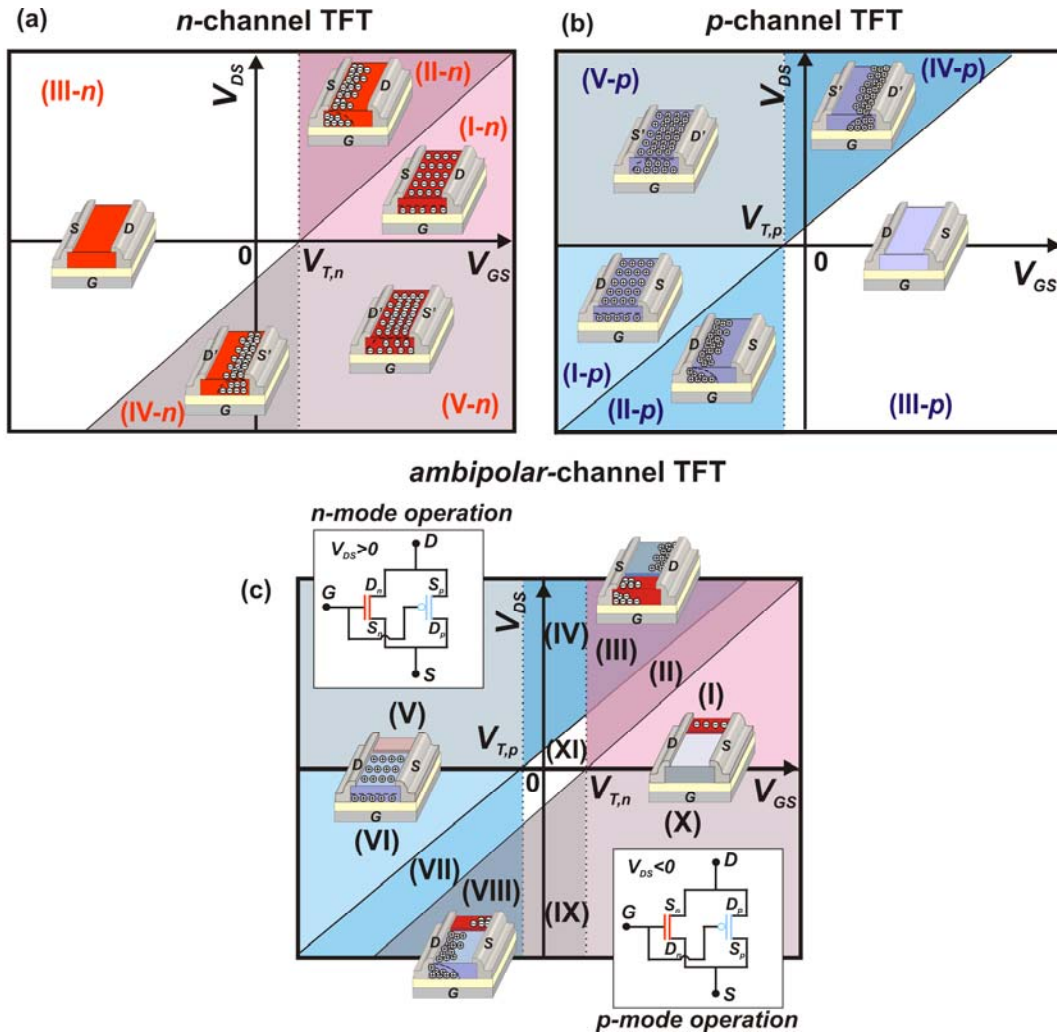 (a)
n-channel TFT
(III-n)
V_DS
(II-n)
(I-n)
S
D
G
S
D
G
S
D
G
0
V_T,n
V_GS
D'
S'
G
D'
S'
G
(IV-n)
(V-n)
(b)
p-channel TFT
(V-p)
V_DS
(IV-p)
S'
D'
G
S'
D'
G
V_T,p
0
V_GS
D
S
G
D
S
G
D
S
G
(I-p)
(II-p)
(III-p)
ambipolar-channel TFT
n-mode operation
V_DS>0
D
G
D_n
S_p
S_n
D_p
S
(c)
V_DS
S
D
G
(IV)
(III)
(II)
(I)
(V)
V_T,p
(XI)
D
S
G
D
S
G
0
V_T,n
V_GS
(VI)
(X)
(VII)
(VIII)
(IX)
D
S
G
V_DS<0
D
G
S_n
D_p
D_n
S_p
S
p-mode operation